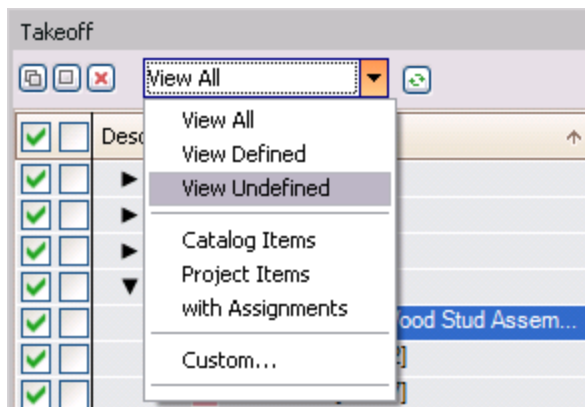 Takeoff
View All
Desc
View All
View Defined
View Undefined
Catalog Items
Project Items
with Assignments
ood Stud Assem...
Custom...